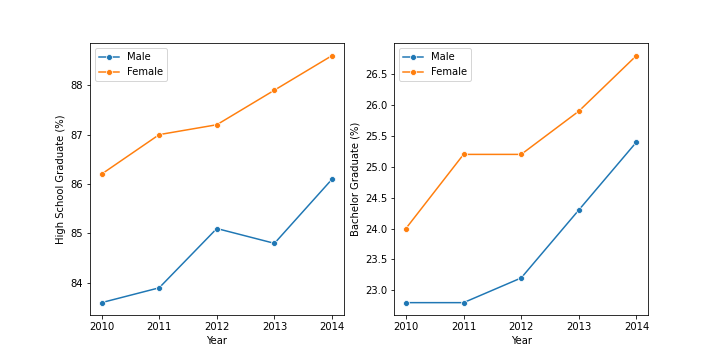 Male
Female
88
87
86
85
84
High School Graduate (%)
2010 2011 2012 2013 2014
Year
Male
Female
26.5
26.0
25.5
25.0
24.5
24.0
23.5
23.0
Bachelor Graduate (%)
2010 2011 2012 2013 2014
Year